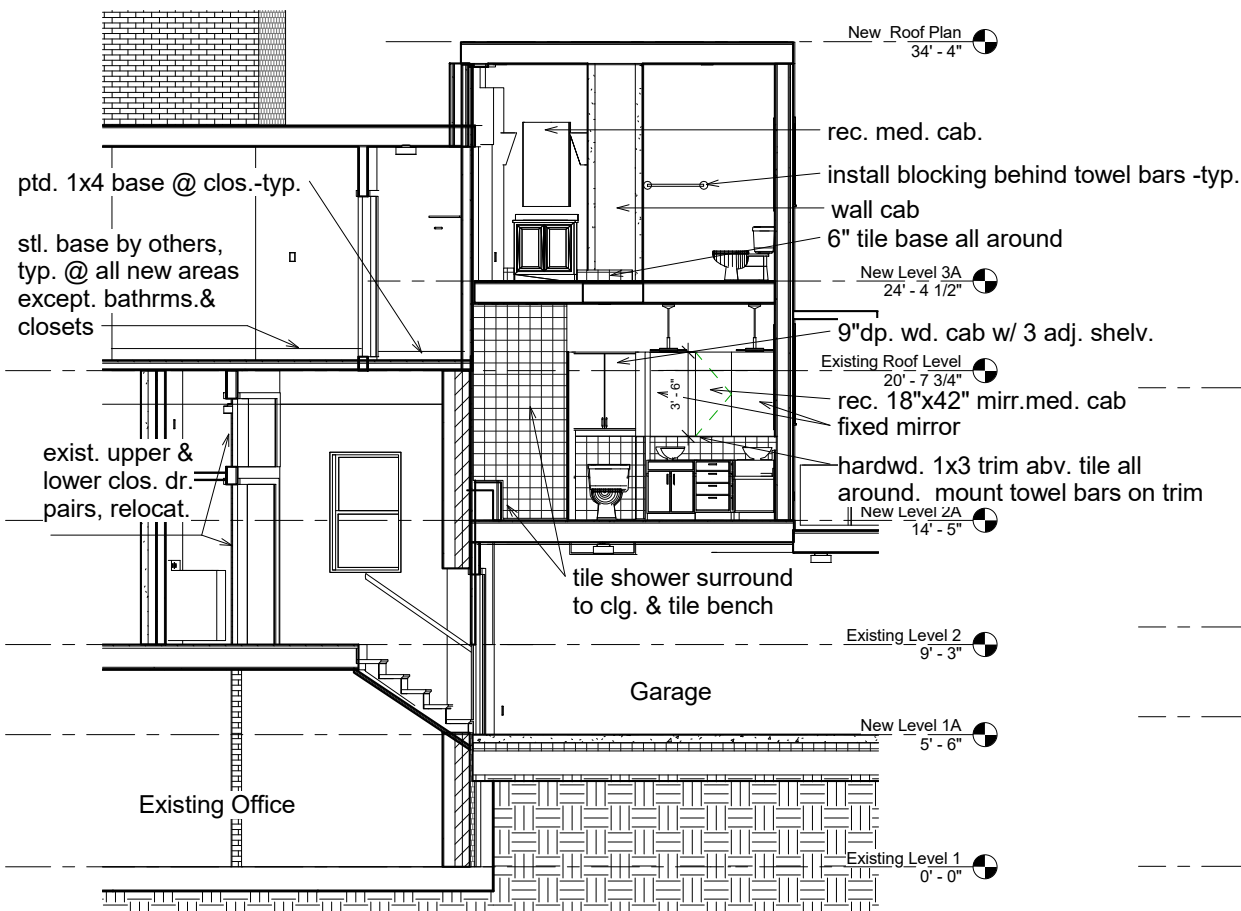 New Roof Plan
34' - 4"
rec. med. cab.
install blocking behind towel bars -typ.
wall cab
6" tile base all around
New Level 3A
24' - 4 1/2"
9"dp. wd. cab w/ 3 adj. shelv.
Existing Roof Level
20' - 7 3/4"
rec. 18"x42" mirr.med. cab
fixed mirror
hardwd. 1x3 trim abv. tile all
around. mount towel bars on trim
New Level 2A
14' - 5"
ptd. 1x4 base @ clos.-typ.
stl. base by others,
typ. @ all new areas
except. bathrms.&
closets
3' - 6"
exist. upper &
lower clos. dr.
pairs, relocat.
tile shower surround
to clg. & tile bench
Existing Level 2
9' - 3"
Garage
New Level 1A
5' - 6"
Existing Office
Existing Level 1
0' - 0"